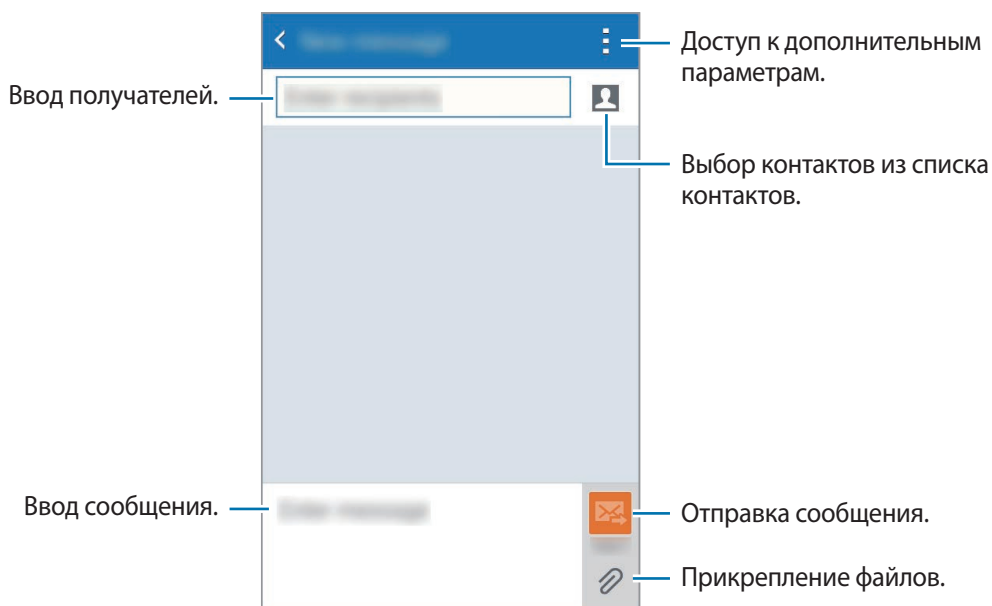 Доступ к дополнительным
параметрам.
Ввод получателей.
Выбор контактов из списка
контактов.
Ввод сообщения.
Отправка сообщения.
Прикрепление файлов.